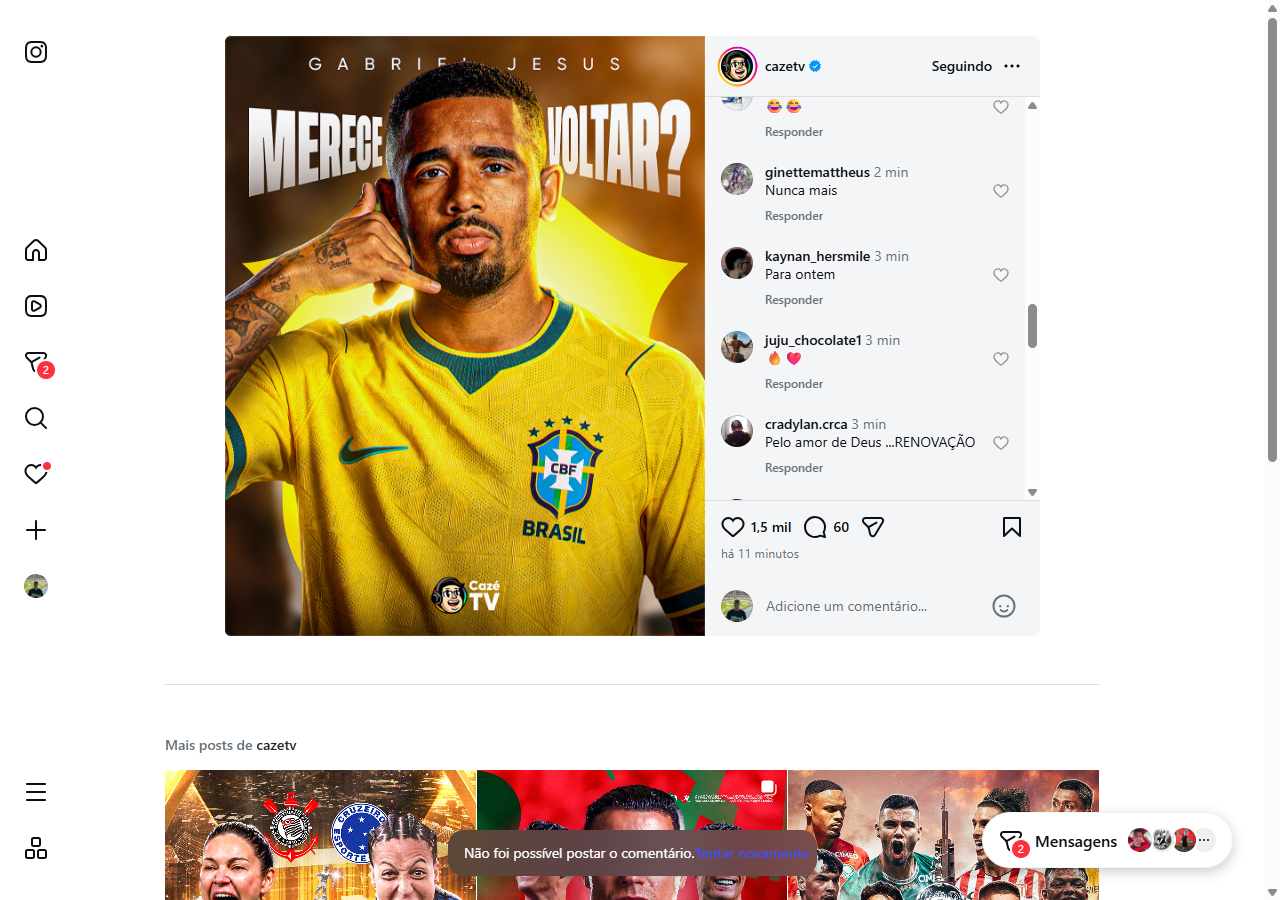 GABRIEL JESUS
MERECE VOLTAR?
CBF
BRASIL
Cazé
TV
cazetv
Seguindo
😂😂
Responder
ginettemattheus 2 min
Nunca mais
Responder
kaynan_hersmile 3 min
Para ontem
Responder
juju_chocolate1 3 min
🔥❤️
Responder
cradylan.crca 3 min
Pelo amor de Deus ...RENOVAÇÃO
Responder
1,5 mil
60
há 11 minutos
Adicione um comentário...
2
Mais posts de cazetv
CRUZEIRO
ESPORTE
Não foi possível postar o comentário.Tentar novamente
2
Mensagens